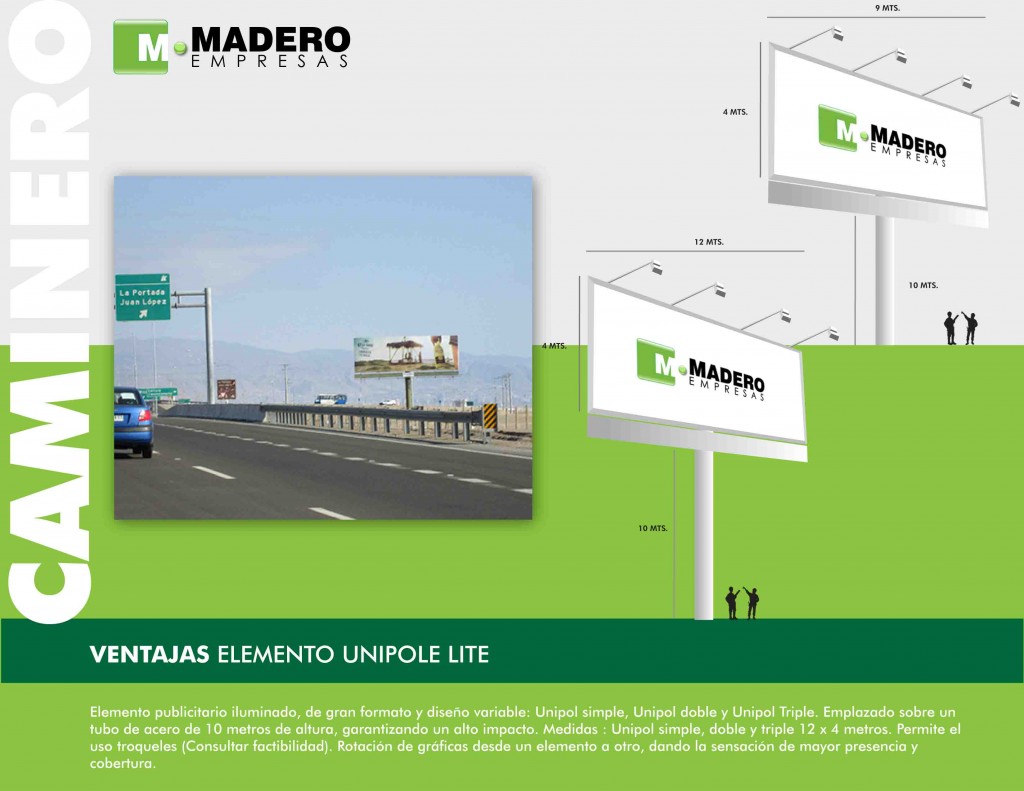 CAMINERO
M MADERO
EMPRESAS
9 MTS.
4 MTS.
M MADERO
EMPRESAS
10 MTS.
12 MTS.
4 MTS.
M MADERO
EMPRESAS
10 MTS.
La Portada
Juan López
VENTAJAS ELEMENTO UNIPOLE LITE
Elemento publicitario iluminado, de gran formato y diseño variable: Unipol simple, Unipol doble y Unipol Triple. Emplazado sobre un
tubo de acero de 10 metros de altura, garantizando un alto impacto. Medidas : Unipol simple, doble y triple 12 x 4 metros. Permite el
uso troqueles (Consultar factibilidad). Rotación de gráficas desde un elemento a otro, dando la sensación de mayor presencia y
cobertura.